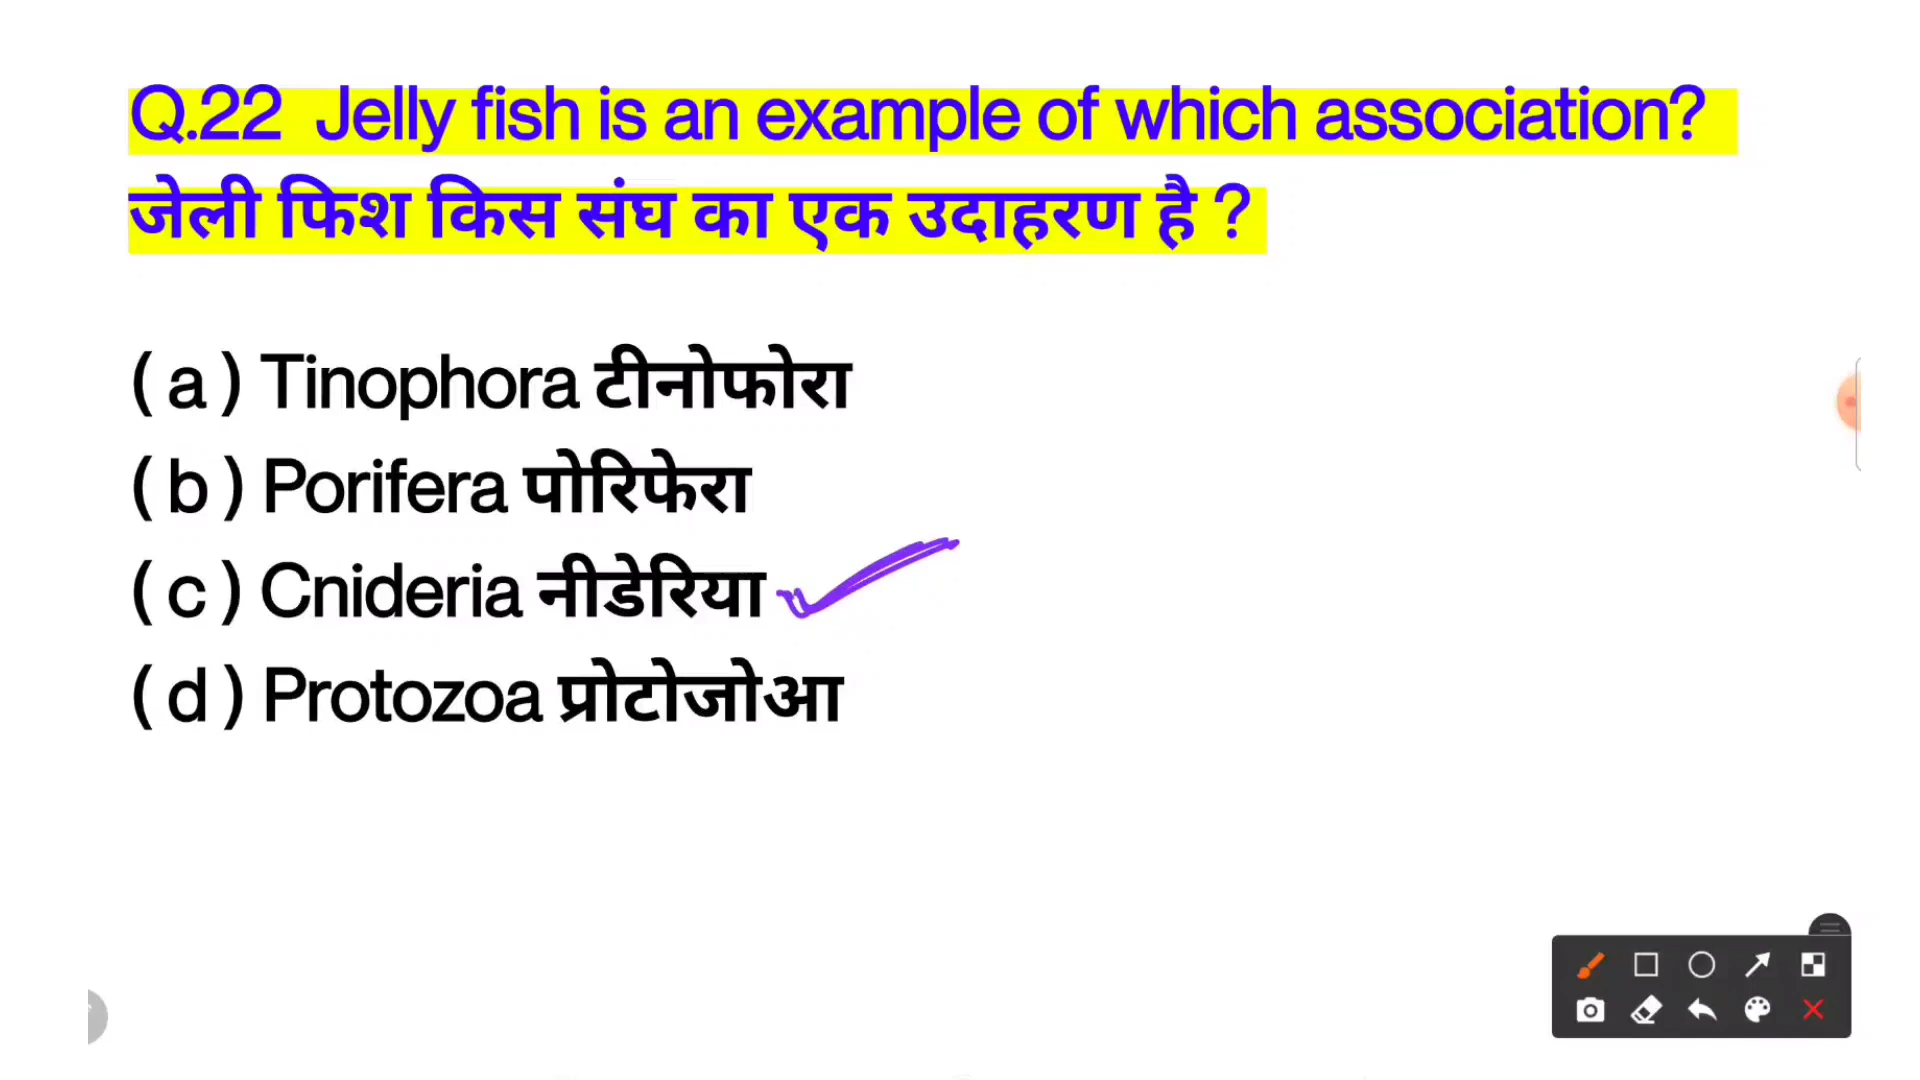 Q.22 Jelly fish is an example of which association?
जेली फिश किस संघ का एक उदाहरण है ?
( a ) Tinophora टीनोफोरा
( b ) Porifera पोरिफेरा
( c ) Cnideria नीडेरिया
( d ) Protozoa प्रोटोजोआ